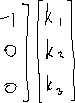 -1] [k₁
0] [k₂
0] [k₃